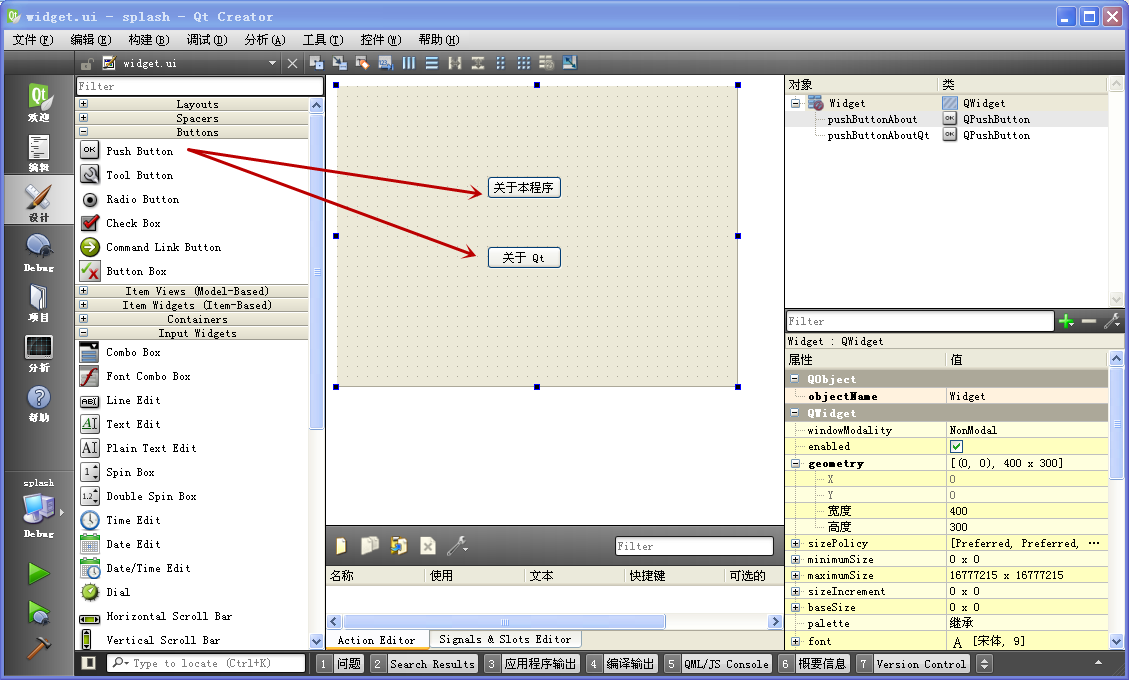 widget.ui - splash - Qt Creator
文件(F) 编辑(E) 构建(B) 调试(D) 分析(A) 工具(T) 控件(W) 帮助(H)
widget.ui
欢迎
编辑
设计
Debug
项目
分析
帮助
splash
Debug
Filter
Layouts
Spacers
Buttons
OK Push Button
Tool Button
Radio Button
Check Box
Command Link Button
Button Box
Item Views (Model-Based)
Item Widgets (Item-Based)
Containers
Input Widgets
Combo Box
Font Combo Box
ABI Line Edit
AI Text Edit
AI Plain Text Edit
1 Spin Box
1.2 Double Spin Box
Time Edit
Date Edit
Date/Time Edit
Dial
Horizontal Scroll Bar
Vertical Scroll Bar
关于本程序
关于 Qt
Filter
名称 使用 文本 快捷键 可选的
Action Editor Signals & Slots Editor
对象 类
Widget QWidget
pushButtonAbout OK QPushButton
pushButtonAboutQt OK QPushButton
Filter
Widget : QWidget
属性 值
QObject
objectName Widget
QWidget
windowModality NonModal
enabled
geometry [(0, 0), 400 x 300]
X 0
Y 0
宽度 400
高度 300
sizePolicy [Preferred, Preferred, ...
minimumSize 0 x 0
maximumSize 16777215 x 16777215
sizeIncrement 0 x 0
baseSize 0 x 0
palette 继承
font A [宋体, 9]
Type to locate (Ctrl+K) 1 问题 2 Search Results 3 应用程序输出 4 编译输出 5 QML/JS Console 6 概要信息 7 Version Control